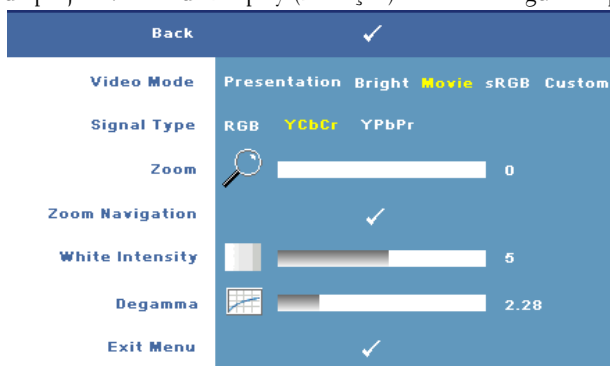 Back
Video Mode Presentation Bright Movie sRGB Custom
Signal Type RGB YCbCr YPbPr
Zoom 0
Zoom Navigation
White Intensity 5
Degamma 2.28
Exit Menu